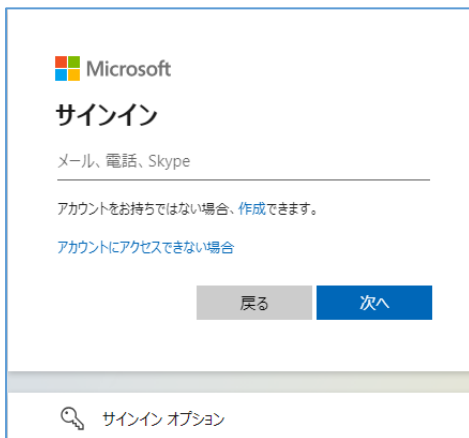 Microsoft
サインイン
メール、電話、Skype
アカウントをお持ちではない場合、作成できます。
アカウントにアクセスできない場合
戻る
次へ
サインイン オプション